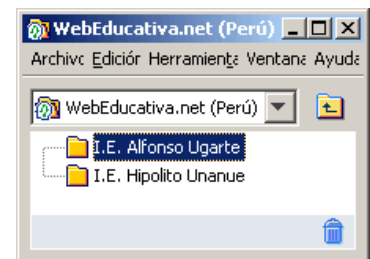 WebEducativa.net (Perú)
Archivo Edición Herramienta Ventana Ayuda
WebEducativa.net (Perú)
I.E. Alfonso Ugarte
I.E. Hipolito Unanue